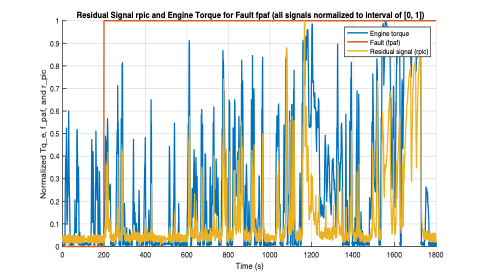 Residual Signal rpic and Engine Torque for Fault fpaf (all signals normalized to interval of [0, 1])
Engine torque
Fault (fpaf)
Residual signal (rpic)
Normalized Tq_e, f_paf, and r_pic
1
0.9
0.8
0.7
0.6
0.5
0.4
0.3
0.2
0.1
0
0 200 400 600 800 1000 1200 1400 1600 1800
Time (s)